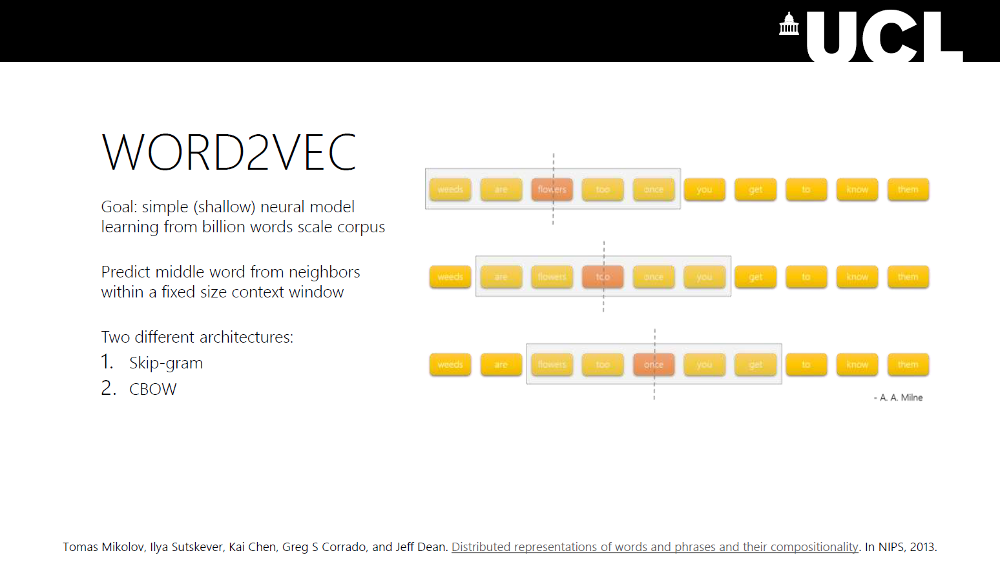 UCL
WORD2VEC
Goal: simple (shallow) neural model
learning from billion words scale corpus
Predict middle word from neighbors
within a fixed size context window
Two different architectures:
1. Skip-gram
2. CBOW
weeds are flowers too once you get to know them
weeds are flowers too once you get to know them
weeds are flowers too once you get to know them
- A. A. Milne
Tomas Mikolov, Ilya Sutskever, Kai Chen, Greg S Corrado, and Jeff Dean. Distributed representations of words and phrases and their compositionality. In NIPS, 2013.